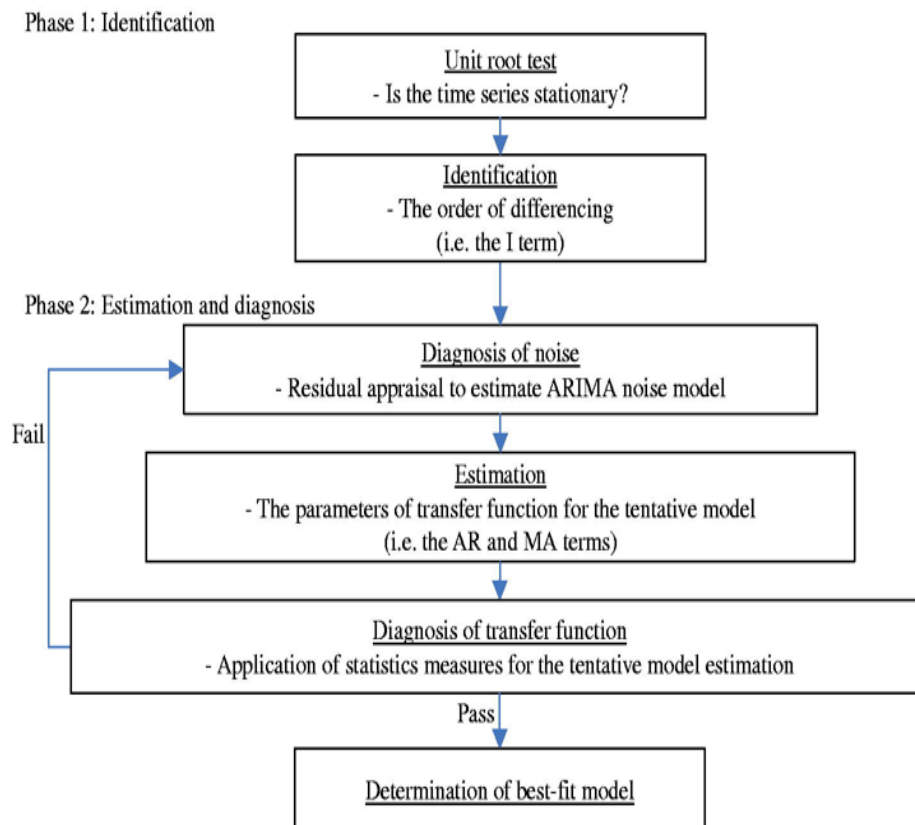 Phase 1: Identification
Unit root test
- Is the time series stationary?
Identification
- The order of differencing
(i.e. the I term)
Phase 2: Estimation and diagnosis
Diagnosis of noise
- Residual appraisal to estimate ARIMA noise model
Fail
Estimation
- The parameters of transfer function for the tentative model
(i.e. the AR and MA terms)
Diagnosis of transfer function
- Application of statistics measures for the tentative model estimation
Pass
Determination of best-fit model